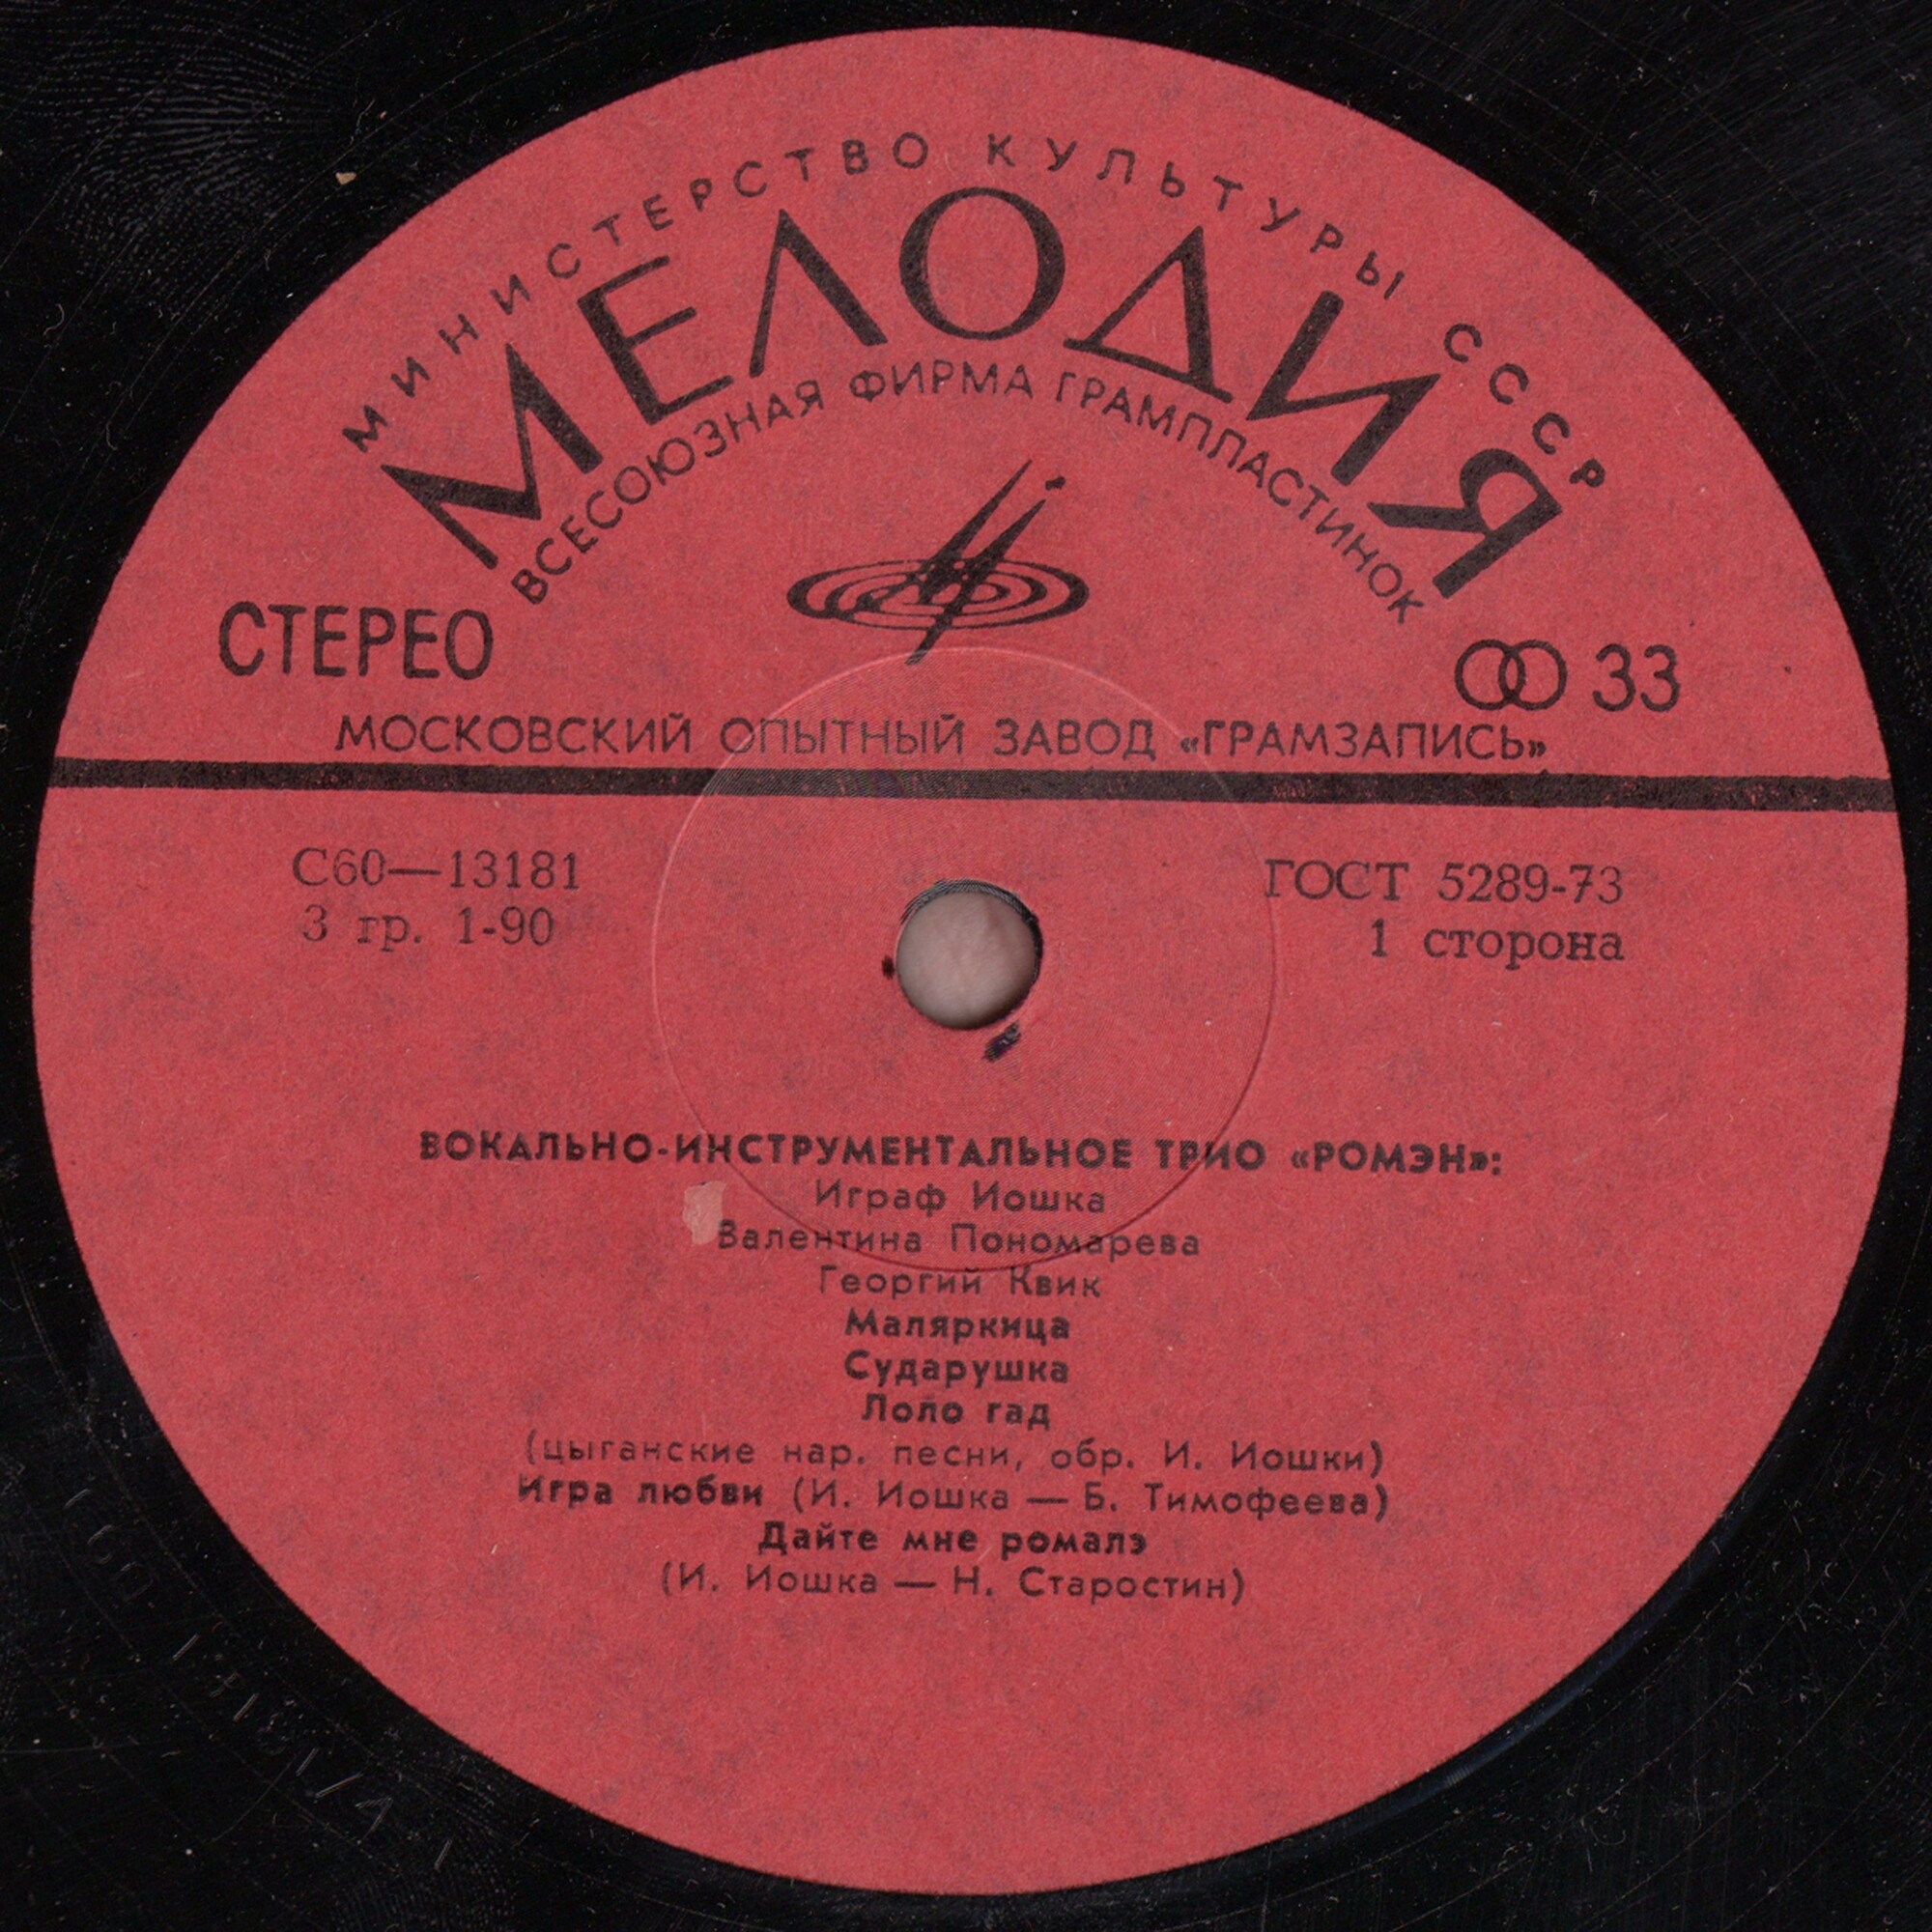 МИНИСТЕРСТВО КУЛЬТУРЫ СССР
МЕЛОДИЯ
ВСЕСОЮЗНАЯ ФИРМА ГРАМПЛАСТИНОК
СТЕРЕО
33
МОСКОВСКИЙ ОПЫТНЫЙ ЗАВОД «ГРАМЗАПИСЬ»
С60—13181
ГОСТ 5289-73
3 гр. 1-90
1 сторона
ВОКАЛЬНО-ИНСТРУМЕНТАЛЬНОЕ ТРИО «РОМЭН»:
Играф Иошка
Валентина Пономарева
Георгий Квик
Маляркица
Сударушка
Лоло гад
(цыганские нар. песни, обр. И. Иошки)
Игра любви (И. Иошка — Б. Тимофеева)
Дайте мне ромалэ
(И. Иошка — Н. Старостин)